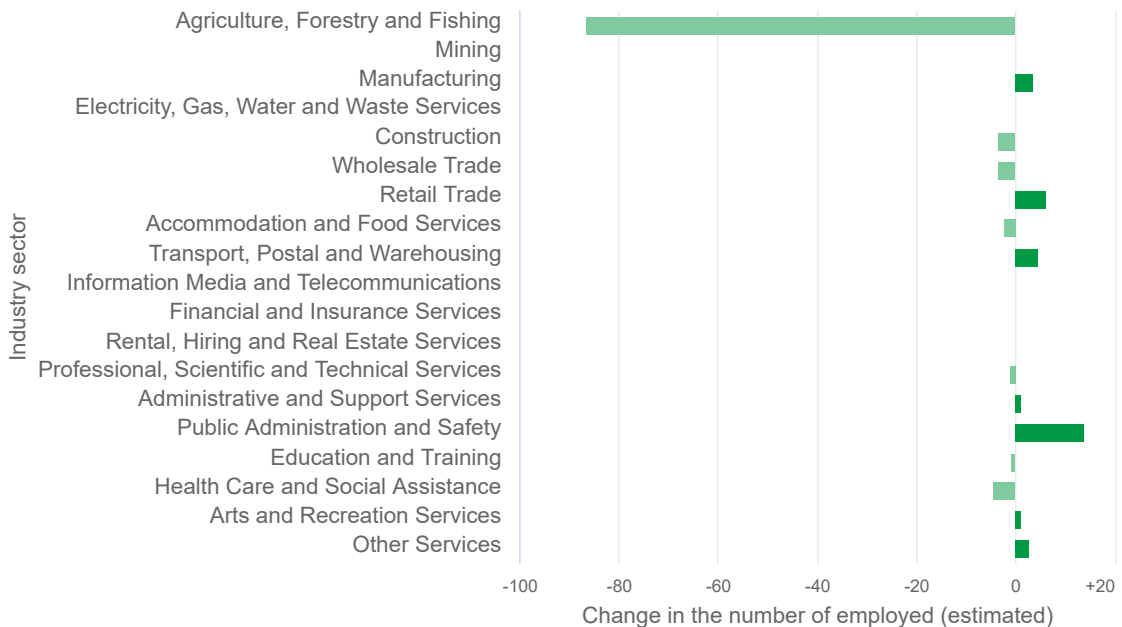 Agriculture, Forestry and Fishing
Mining
Manufacturing
Electricity, Gas, Water and Waste Services
Construction
Wholesale Trade
Retail Trade
Accommodation and Food Services
Transport, Postal and Warehousing
Information Media and Telecommunications
Financial and Insurance Services
Rental, Hiring and Real Estate Services
Professional, Scientific and Technical Services
Administrative and Support Services
Public Administration and Safety
Education and Training
Health Care and Social Assistance
Arts and Recreation Services
Other Services
Industry sector
-100 -80 -60 -40 -20 0 +20
Change in the number of employed (estimated)